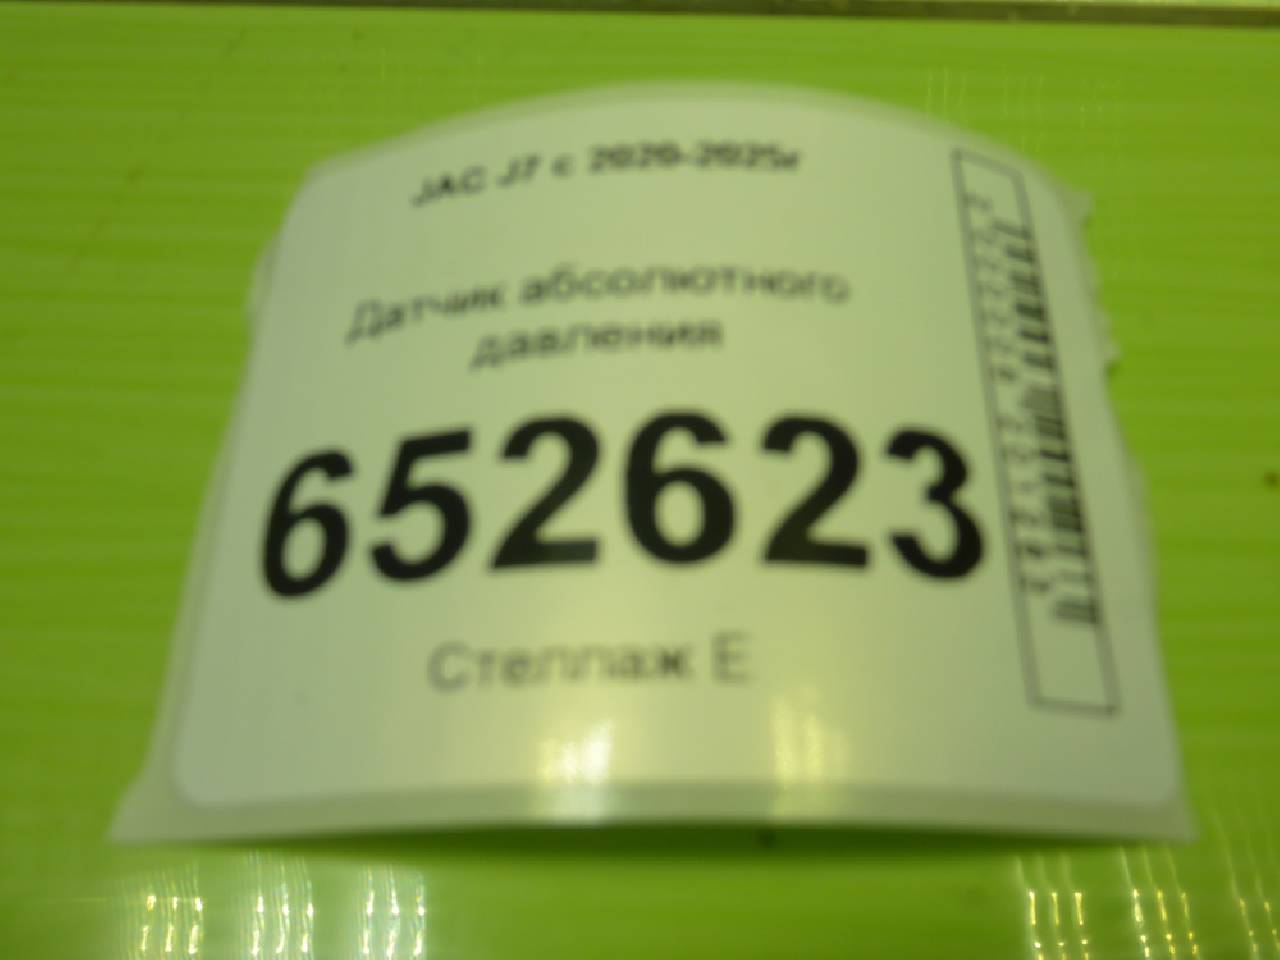 JAC J7 с 2020-2025г
Датчик абсолютного
давления
652623
Стеллаж Е